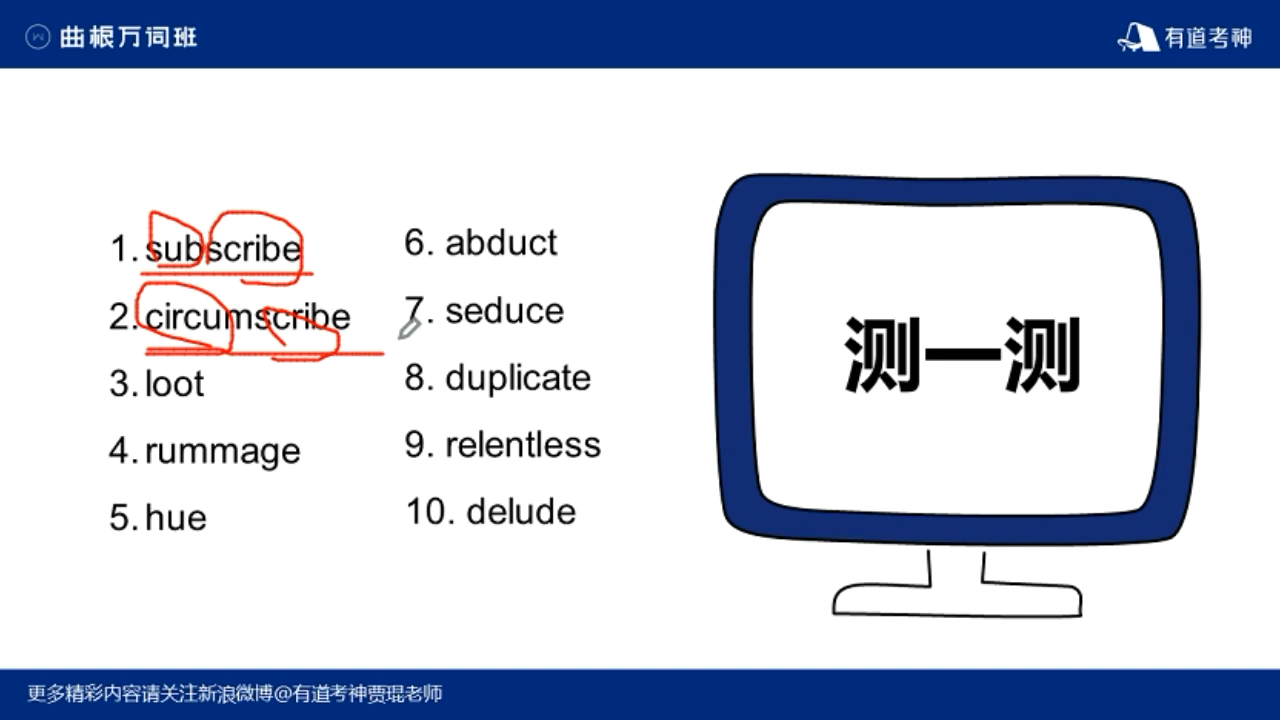 曲根万词班
有道考神
1. subscribe
2. circumscribe
3. loot
4. rummage
5. hue
6. abduct
7. seduce
8. duplicate
9. relentless
10. delude
测一测
更多精彩内容请关注新浪微博@有道考神贾琨老师